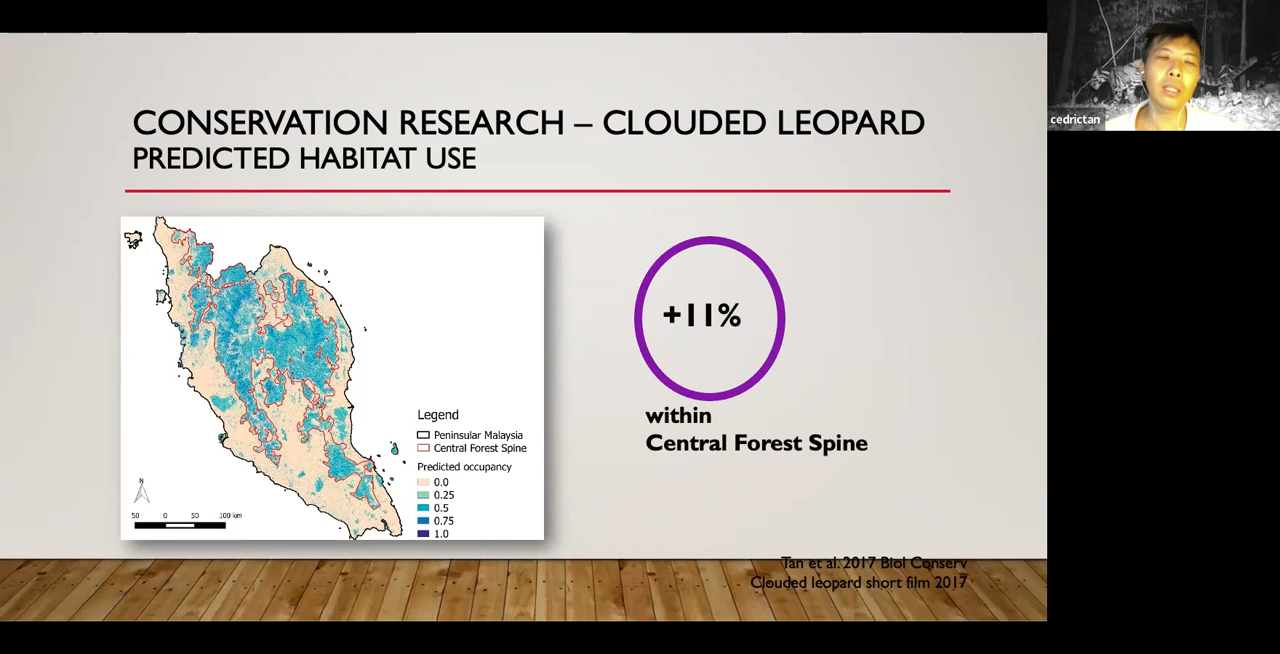 CONSERVATION RESEARCH – CLOUDED LEOPARD
PREDICTED HABITAT USE
cedrictan
+11%
within
Central Forest Spine
Legend
Peninsular Malaysia
Central Forest Spine
Predicted occupancy
0.0
0.25
0.5
0.75
1.0
N
50 0 50 100 km
Tan et al. 2017 Biol Conserv
Clouded leopard short film 2017